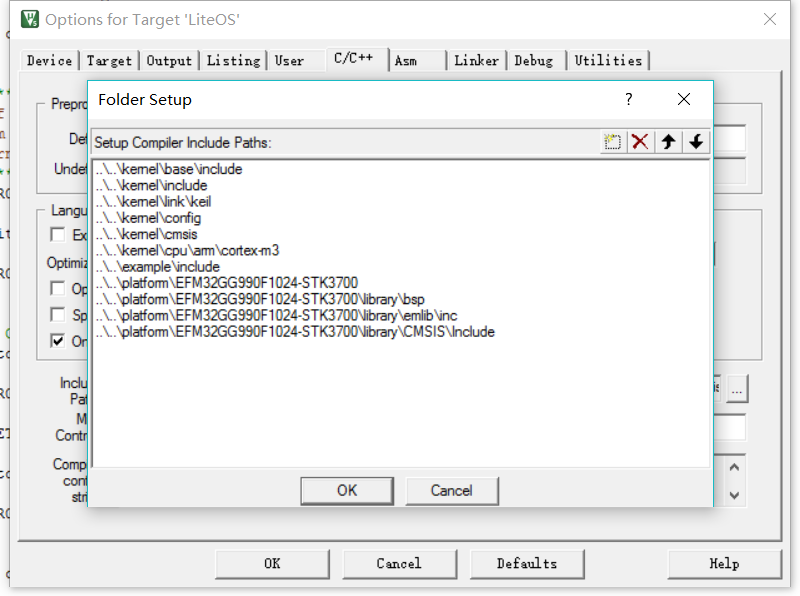 Options for Target 'LiteOS'
Device Target Output Listing User C/C++ Asm Linker Debug Utilities
Folder Setup
?
Setup Compiler Include Paths:
..\..\kernel\base\include
..\..\kernel\include
..\..\kernel\link\keil
..\..\kernel\config
..\..\kernel\cmsis
..\..\kernel\cpu\arm\cortex-m3
..\..\example\include
..\..\platform\EFM32GG990F1024-STK3700
..\..\platform\EFM32GG990F1024-STK3700\library\bsp
..\..\platform\EFM32GG990F1024-STK3700\library\emlib\inc
..\..\platform\EFM32GG990F1024-STK3700\library\CMSIS\Include
OK Cancel
Prepro
Def
Undef
Langu
Ex
Optimiz
Op
Sp
On
Inclu
Pat
...
M
Contr
Comp
cont
stri
OK Cancel Defaults Help